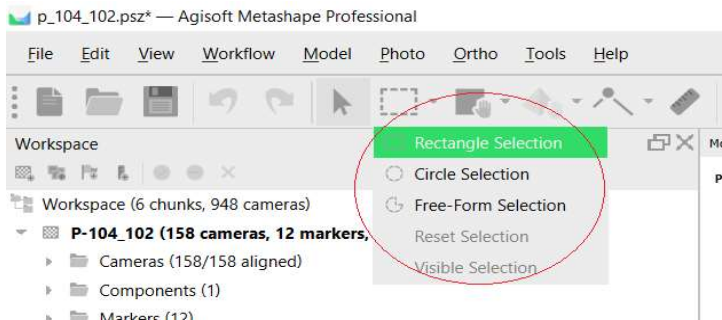 p_104_102.psz* — Agisoft Metashape Professional
File Edit View Workflow Model Photo Ortho Tools Help
Workspace
Rectangle Selection
Circle Selection
Free-Form Selection
Reset Selection
Visible Selection
Workspace (6 chunks, 948 cameras)
P-104_102 (158 cameras, 12 markers,
Cameras (158/158 aligned)
Components (1)
Markers (12)